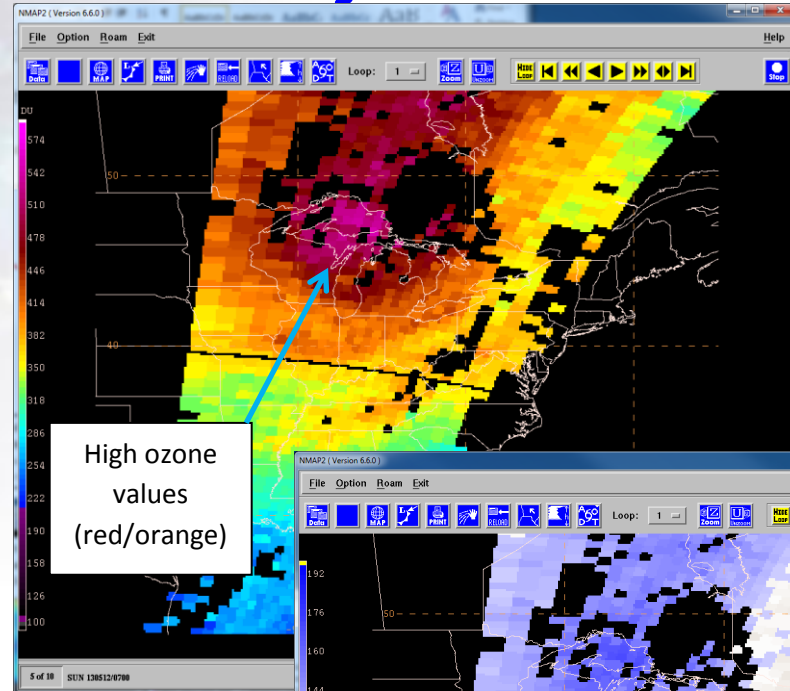 NMAP2 ( Version 6.6.0 )
File Option Roam Exit Help
Data MAP PRINT RELOAD Loop: 1 Zoom UNZOOM HIDE LOOP Stop
DU
574
542
510
478
446
414
382
350
318
286
254
222
190
158
126
100
50
40
High ozone
values
(red/orange)
5 of 10 SUN 130512/0700
NMAP2 ( Version 6.6.0 )
File Option Roam Exit
Data MAP PRINT RELOAD Loop: 1 Zoom UNZOOM HIDE LOOP
192
176
160
144
50